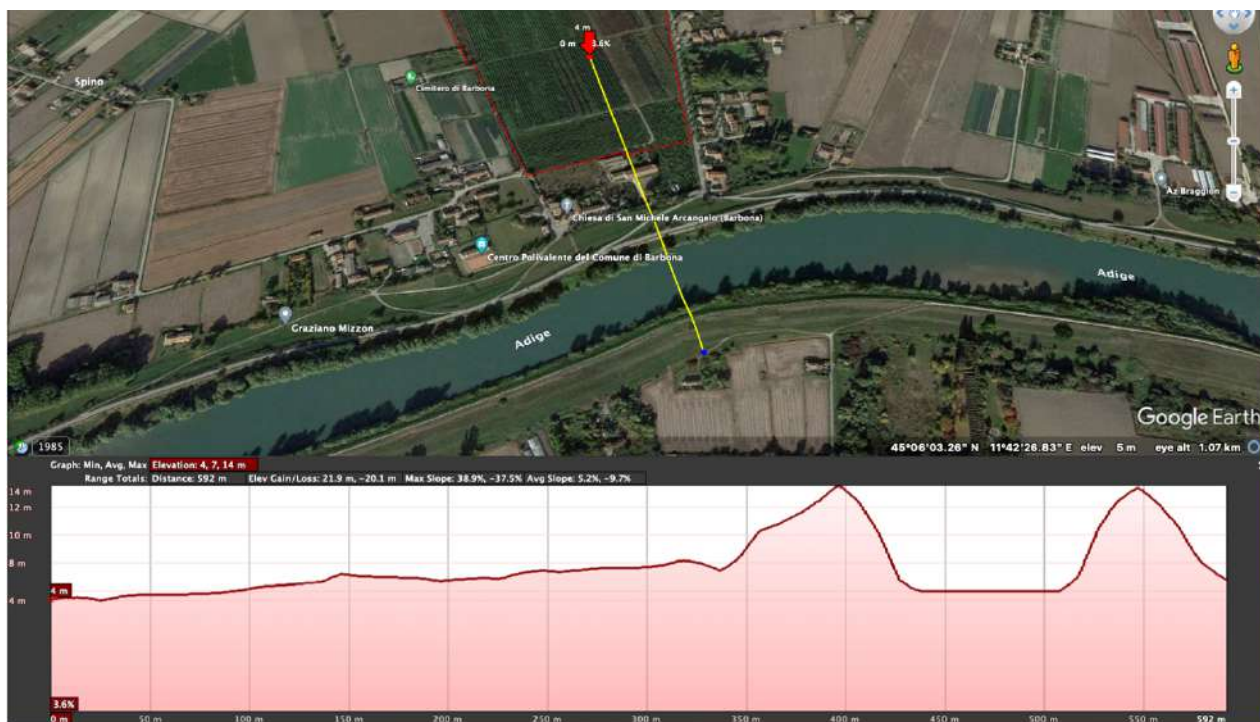 4 m
0 m 3.6%
Spino
Cimitero di Barbona
Az Braggion
Chiesa di San Michele Arcangelo (Barbona)
Centro Polivalente del Comune di Barbona
Adige
Graziano Mizzon
Adige
Google Earth
1985
45°06'03.26" N 11°42'26.83" E elev 5 m eye alt 1.07 km
Graph: Min, Avg, Max Elevation: 4, 7, 14 m
Range Totals: Distance: 592 m Elev Gain/Loss: 21.9 m, -20.1 m Max Slope: 38.9%, -37.5% Avg Slope: 5.2%, -9.7%
14 m
12 m
10 m
8 m
4 m
4 m
3.6%
0 m 50 m 100 m 150 m 200 m 250 m 300 m 350 m 400 m 450 m 500 m 550 m 592 m